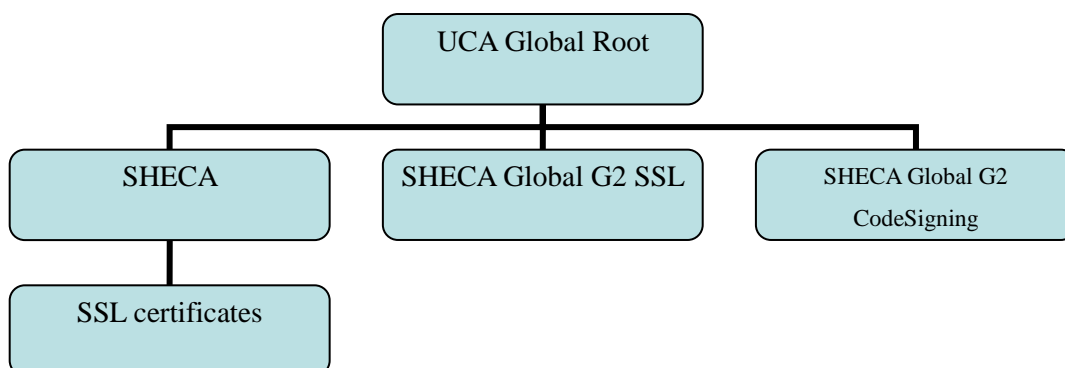 UCA Global Root
SHECA
SHECA Global G2 SSL
SHECA Global G2
CodeSigning
SSL certificates